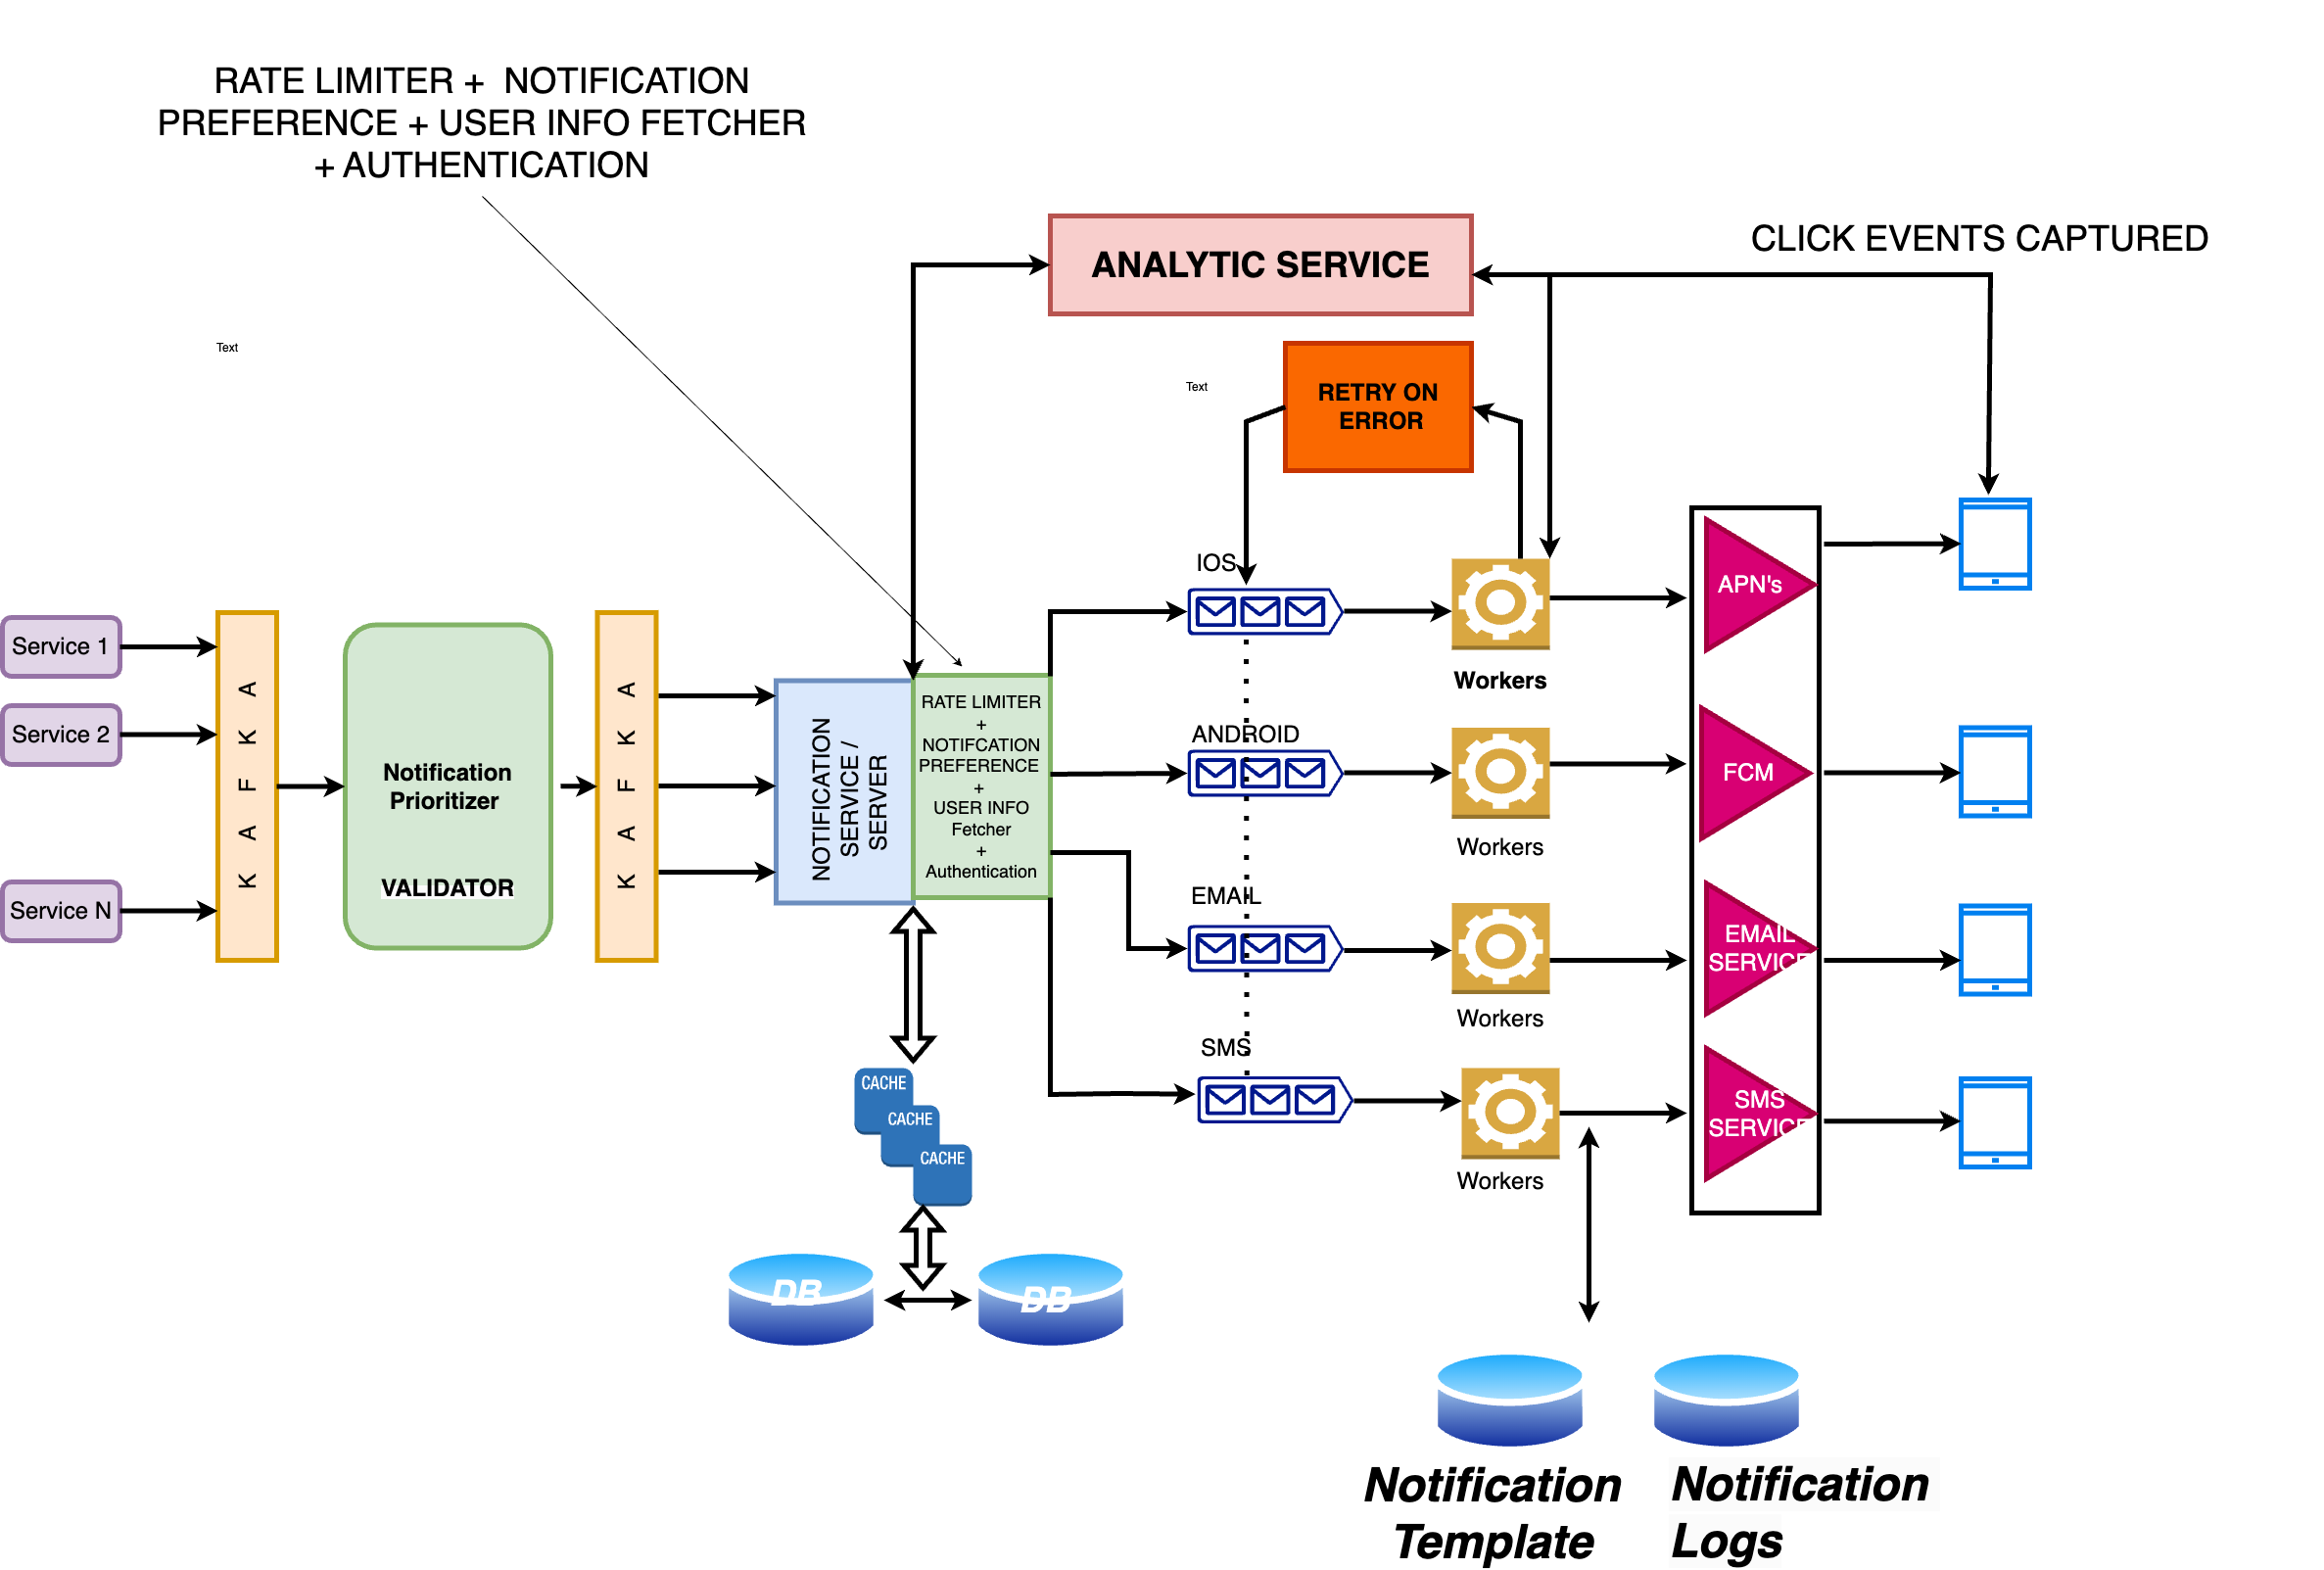 RATE LIMITER + NOTIFICATION
PREFERENCE + USER INFO FETCHER
+ AUTHENTICATION
CLICK EVENTS CAPTURED
ANALYTIC SERVICE
Text
Text
RETRY ON
ERROR
IOS
APN's
Service 1
Service 2
Service N
KAFKA
Notification
Prioritizer
VALIDATOR
KAFKA
NOTIFICATION
SERVICE /
SERVER
RATE LIMITER
+
NOTIFCATION
PREFERENCE
+
USER INFO
Fetcher
+
Authentication
Workers
ANDROID
FCM
Workers
EMAIL
EMAIL
SERVICE
Workers
SMS
SMS
SERVICE
Workers
CACHE
CACHE
CACHE
DB
DB
Notification
Template
Notification
Logs